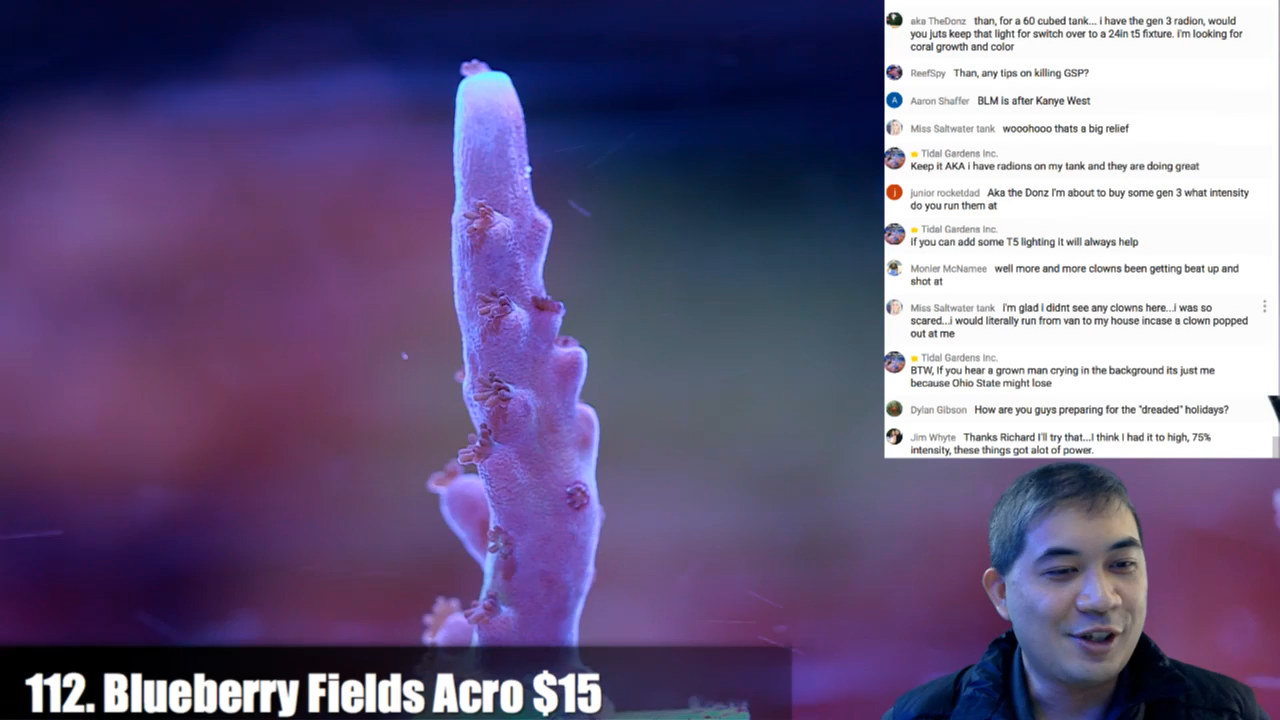 aka TheDonz than, for a 60 cubed tank... i have the gen 3 radion, would
you juts keep that light for switch over to a 24in t5 fixture. i'm looking for
coral growth and color
ReefSpy Than, any tips on killing GSP?
A Aaron Shaffer BLM is after Kanye West
Miss Saltwater tank wooohooo thats a big relief
Tidal Gardens Inc.
Keep it AKA i have radions on my tank and they are doing great
j junior rocketdad Aka the Donz I'm about to buy some gen 3 what intensity
do you run them at
Tidal Gardens Inc.
If you can add some T5 lighting it will always help
Monier McNamee well more and more clowns been getting beat up and
shot at
Miss Saltwater tank i'm glad i didnt see any clowns here...i was so
scared...i would literally run from van to my house incase a clown popped
out at me
Tidal Gardens Inc.
BTW, If you hear a grown man crying in the background its just me
because Ohio State might lose
Dylan Gibson How are you guys preparing for the "dreaded" holidays?
Jim Whyte Thanks Richard I'll try that...I think I had it to high, 75%
intensity, these things got alot of power.
112. Blueberry Fields Acro $15